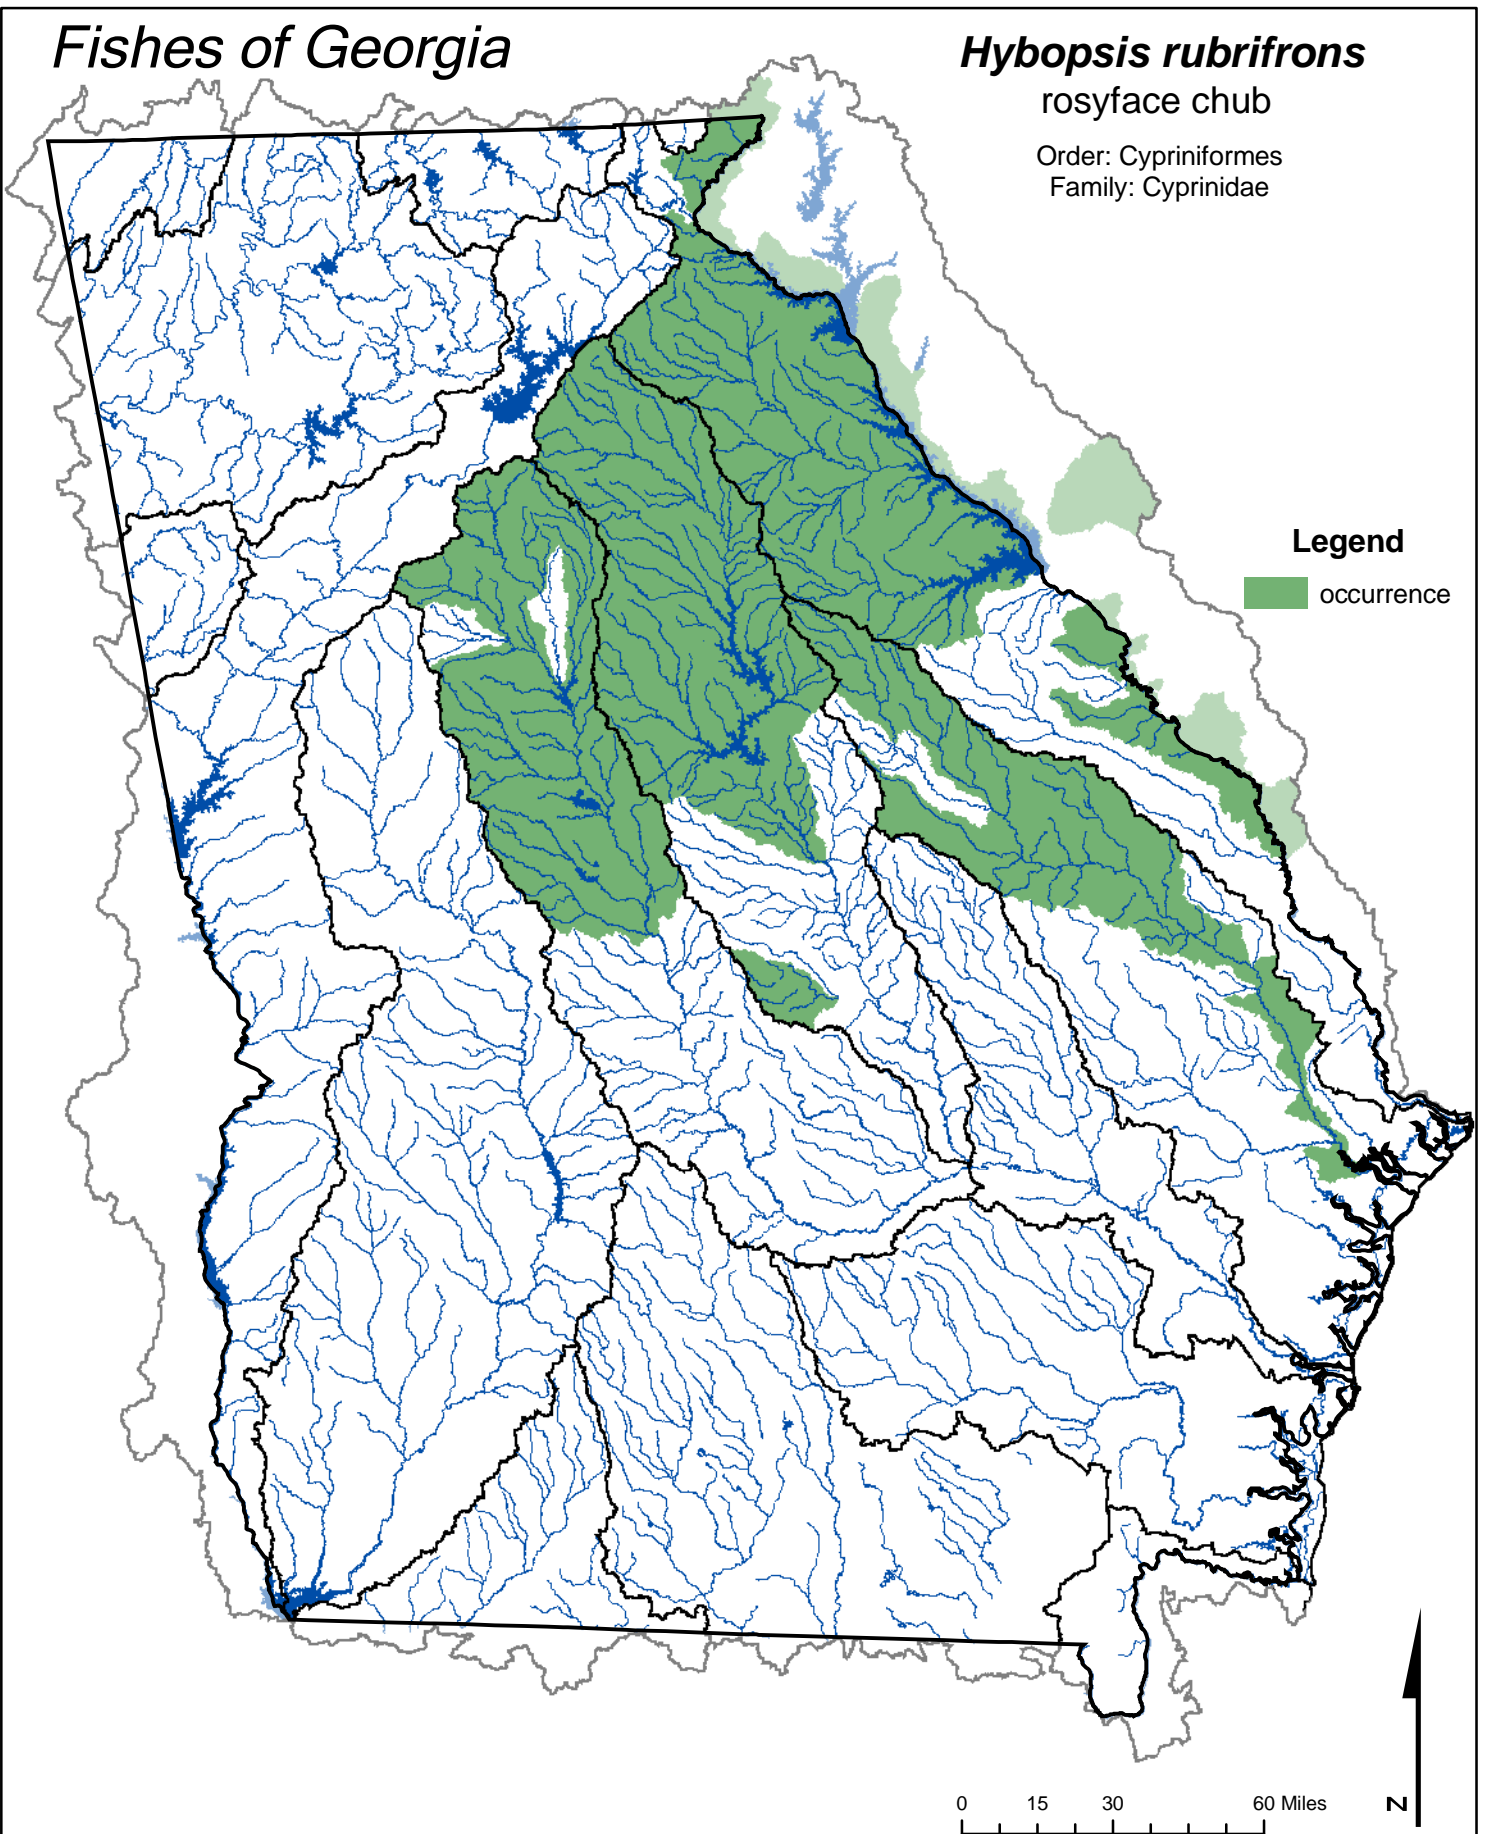 Fishes of Georgia
Hybopsis rubrifrons
rosyface chub
Order: Cypriniformes
Family: Cyprinidae
Legend
occurrence
0 15 30 60 Miles
N